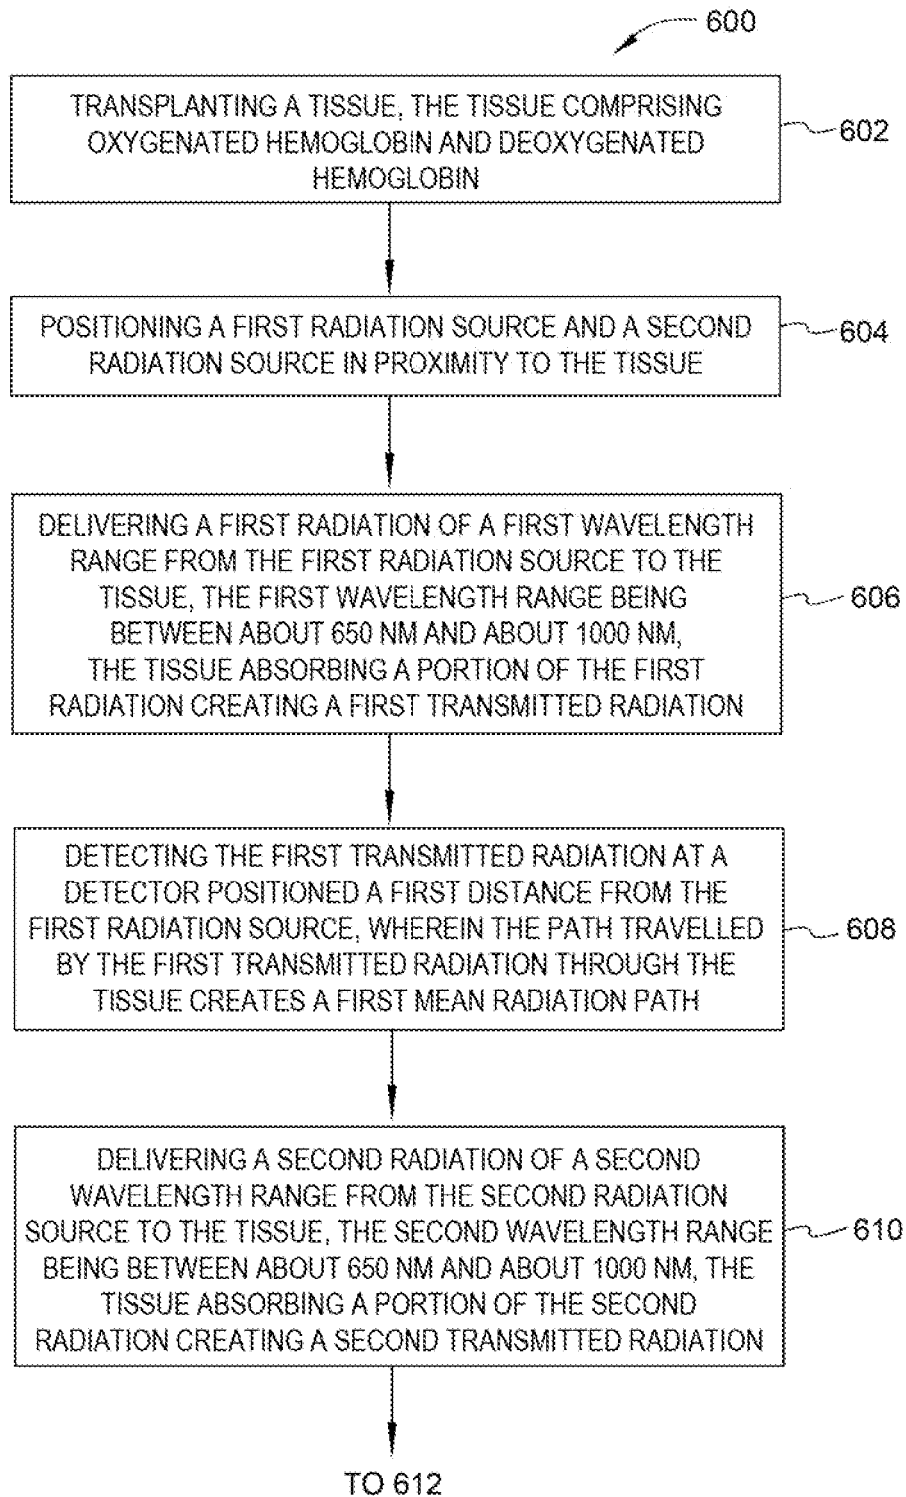 600
TRANSPLANTING A TISSUE, THE TISSUE COMPRISING
OXYGENATED HEMOGLOBIN AND DEOXYGENATED
HEMOGLOBIN
602
POSITIONING A FIRST RADIATION SOURCE AND A SECOND
RADIATION SOURCE IN PROXIMITY TO THE TISSUE
604
DELIVERING A FIRST RADIATION OF A FIRST WAVELENGTH
RANGE FROM THE FIRST RADIATION SOURCE TO THE
TISSUE, THE FIRST WAVELENGTH RANGE BEING
BETWEEN ABOUT 650 NM AND ABOUT 1000 NM,
THE TISSUE ABSORBING A PORTION OF THE FIRST
RADIATION CREATING A FIRST TRANSMITTED RADIATION
606
DETECTING THE FIRST TRANSMITTED RADIATION AT A
DETECTOR POSITIONED A FIRST DISTANCE FROM THE
FIRST RADIATION SOURCE, WHEREIN THE PATH TRAVELLED
BY THE FIRST TRANSMITTED RADIATION THROUGH THE
TISSUE CREATES A FIRST MEAN RADIATION PATH
608
DELIVERING A SECOND RADIATION OF A SECOND
WAVELENGTH RANGE FROM THE SECOND RADIATION
SOURCE TO THE TISSUE, THE SECOND WAVELENGTH RANGE
BEING BETWEEN ABOUT 650 NM AND ABOUT 1000 NM, THE
TISSUE ABSORBING A PORTION OF THE SECOND
RADIATION CREATING A SECOND TRANSMITTED RADIATION
610
TO 612